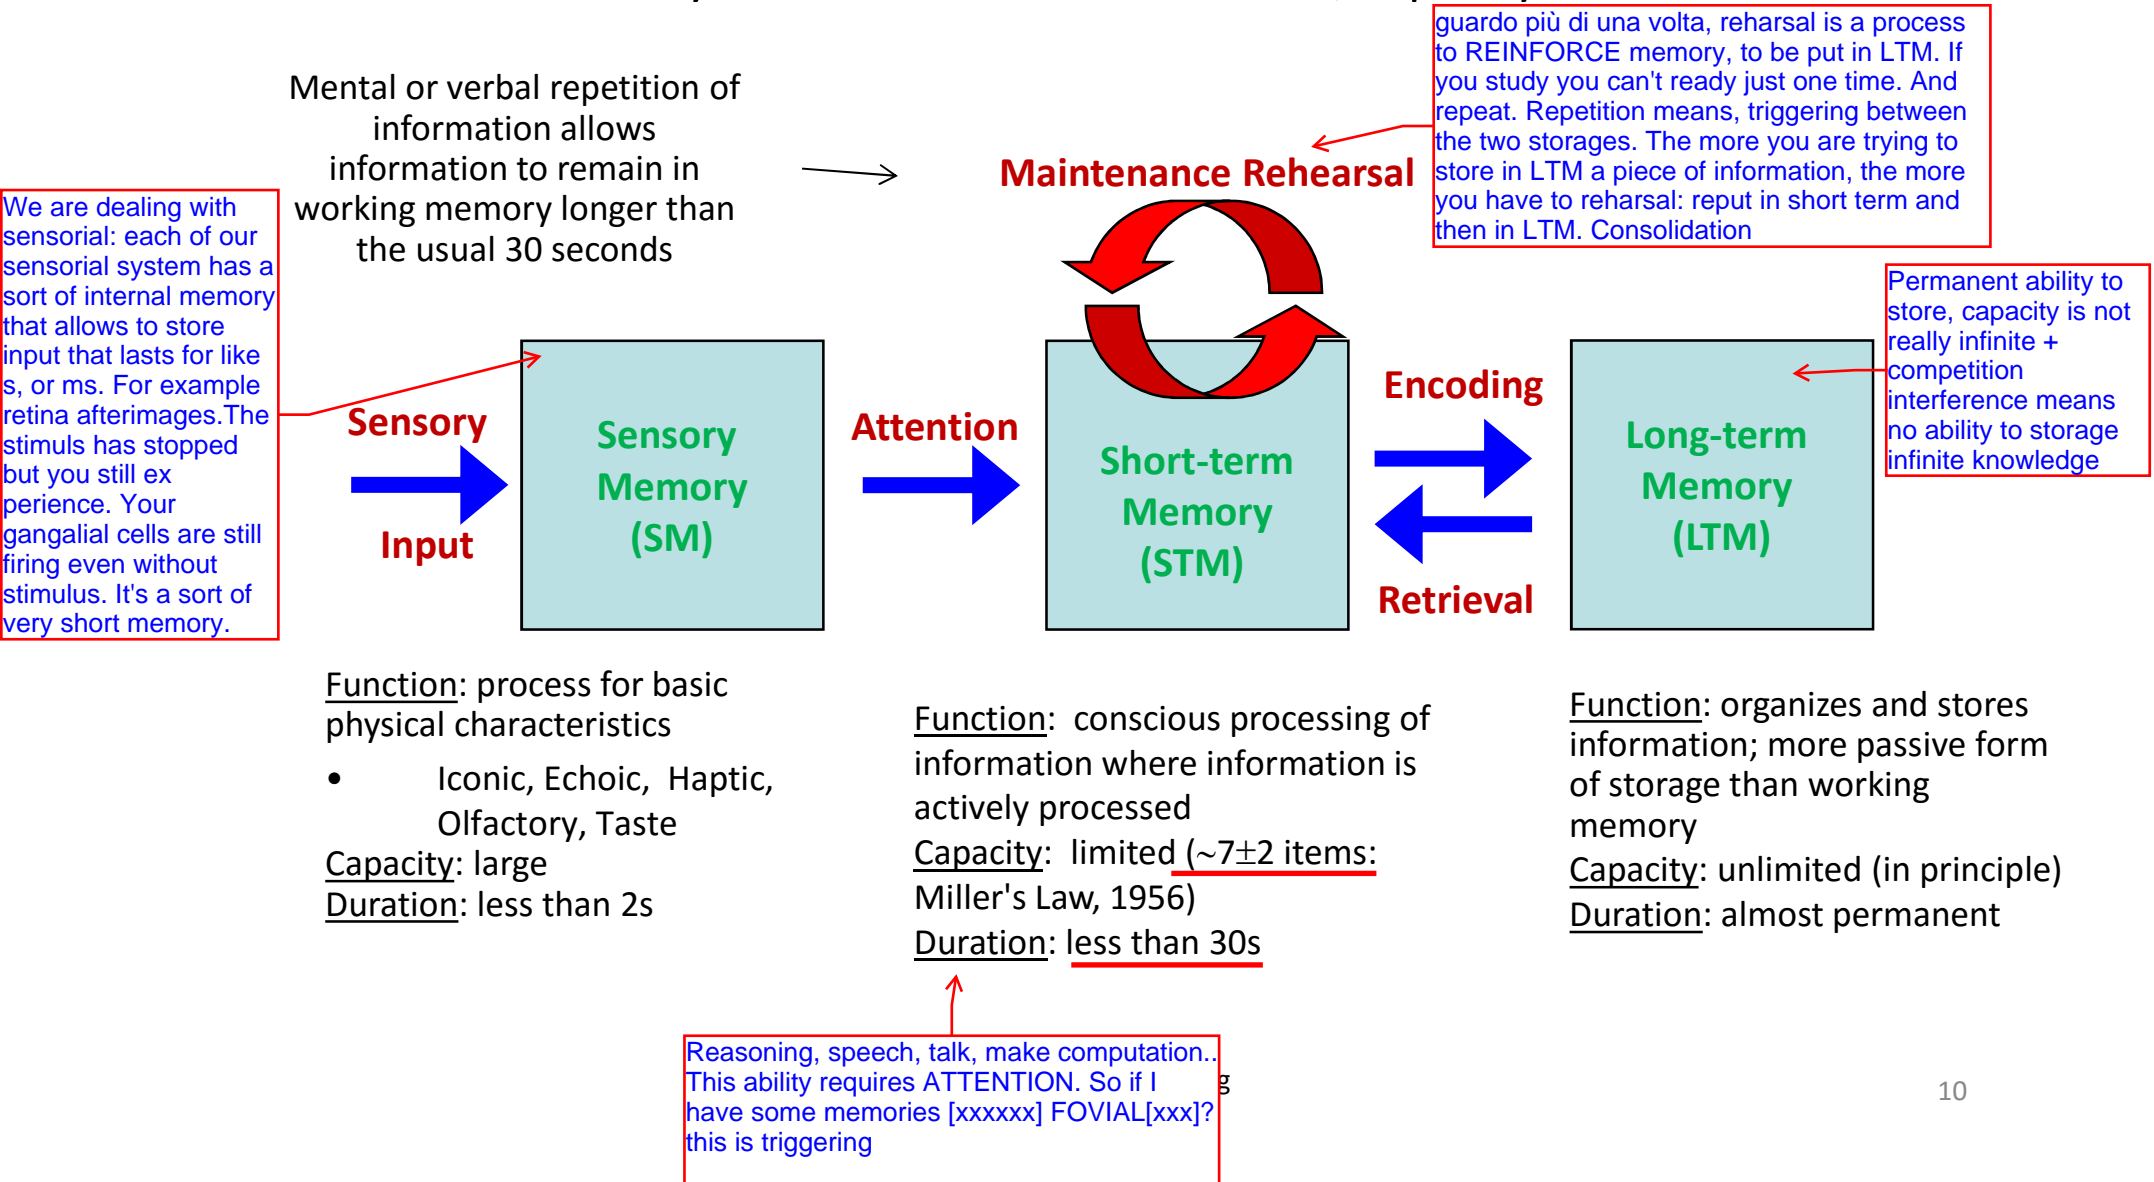 guardo più di una volta, reharsal is a process
to REINFORCE memory, to be put in LTM. If
you study you can't ready just one time. And
repeat. Repetition means, triggering between
the two storages. The more you are trying to
store in LTM a piece of information, the more
you have to reharsal: reput in short term and
then in LTM. Consolidation
Mental or verbal repetition of
information allows
information to remain in
working memory longer than
the usual 30 seconds
Maintenance Rehearsal
We are dealing with
sensorial: each of our
sensorial system has a
sort of internal memory
that allows to store
input that lasts for like
s, or ms. For example
retina afterimages.The
stimuls has stopped
but you still ex
perience. Your
gangalial cells are still
firing even without
stimulus. It's a sort of
very short memory.
Permanent ability to
store, capacity is not
really infinite +
competition
interference means
no ability to storage
infinite knowledge
Sensory
Input
Sensory
Memory
(SM)
Attention
Short-term
Memory
(STM)
Encoding
Retrieval
Long-term
Memory
(LTM)
Function: process for basic
physical characteristics
• Iconic, Echoic, Haptic,
Olfactory, Taste
Capacity: large
Duration: less than 2s
Function: conscious processing of
information where information is
actively processed
Capacity: limited (~7±2 items:
Miller's Law, 1956)
Duration: less than 30s
Function: organizes and stores
information; more passive form
of storage than working
memory
Capacity: unlimited (in principle)
Duration: almost permanent
Reasoning, speech, talk, make computation..
This ability requires ATTENTION. So if I
have some memories [xxxxxx] FOVIAL[xxx]?
this is triggering
g
10